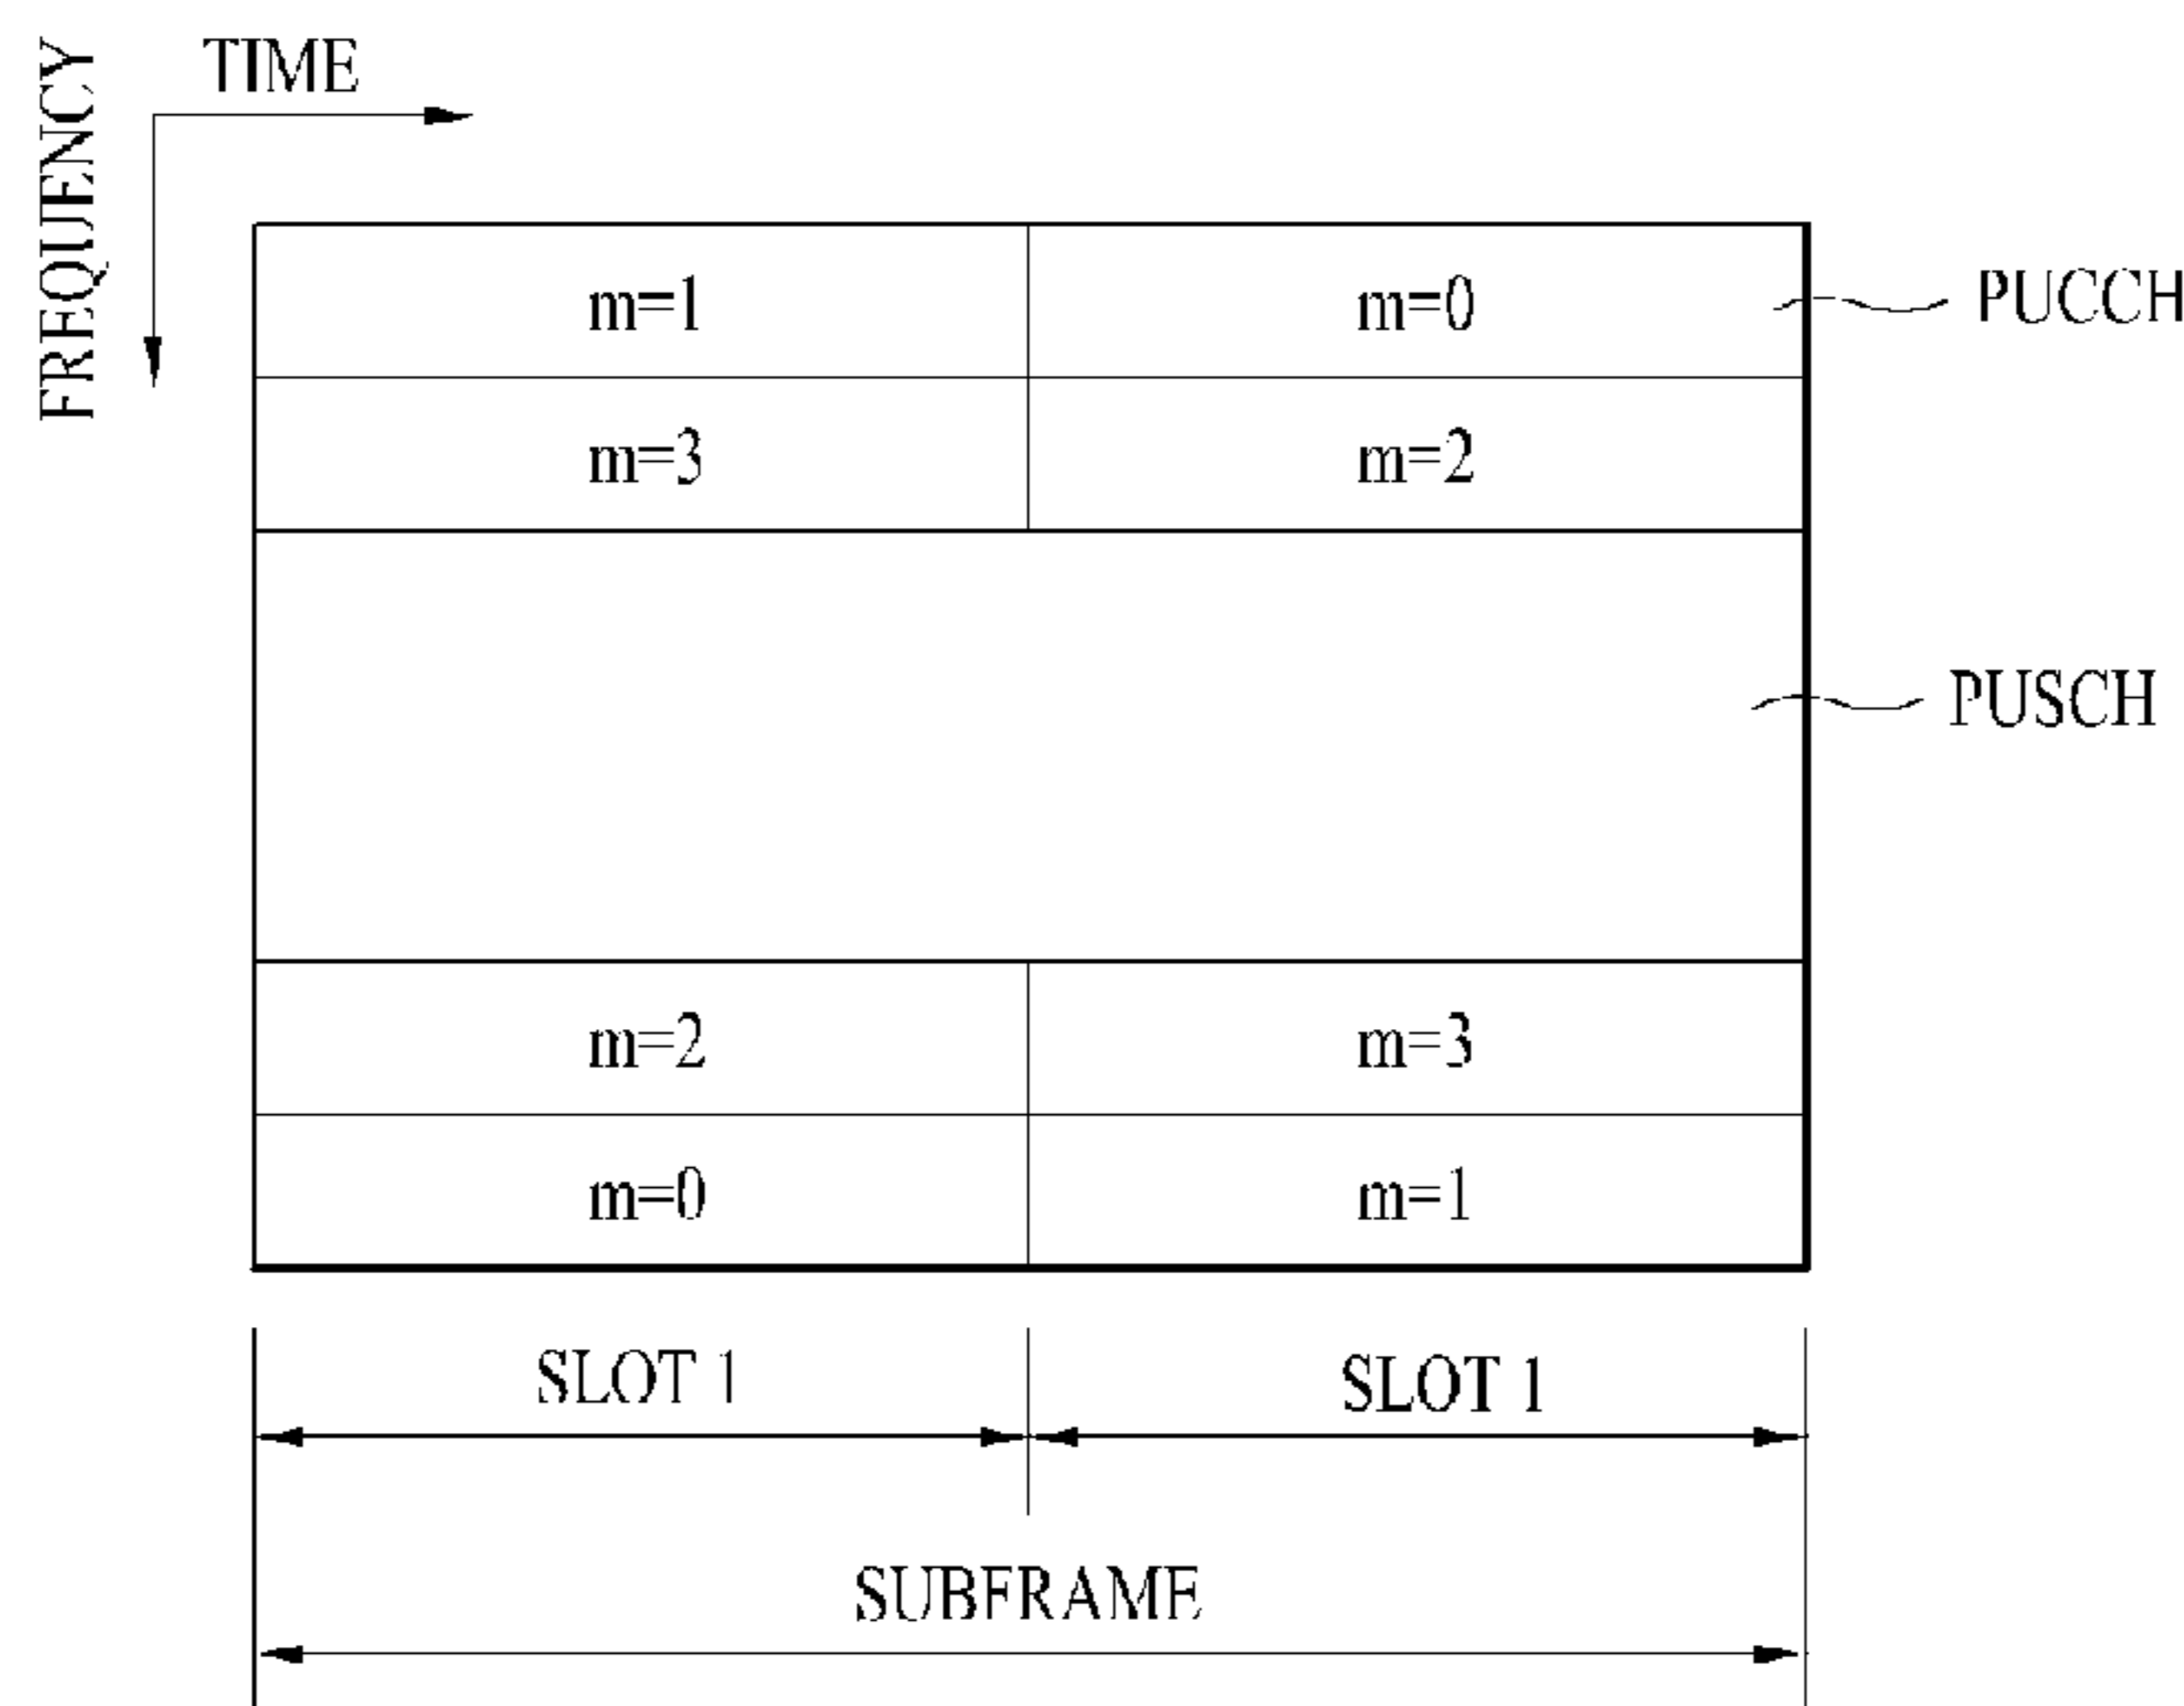 TIME
FREQUENCY
m=1 m=0 PUCCH
m=3 m=2
PUSCH
m=2 m=3
m=0 m=1
SLOT 1 SLOT 1
SUBFRAME